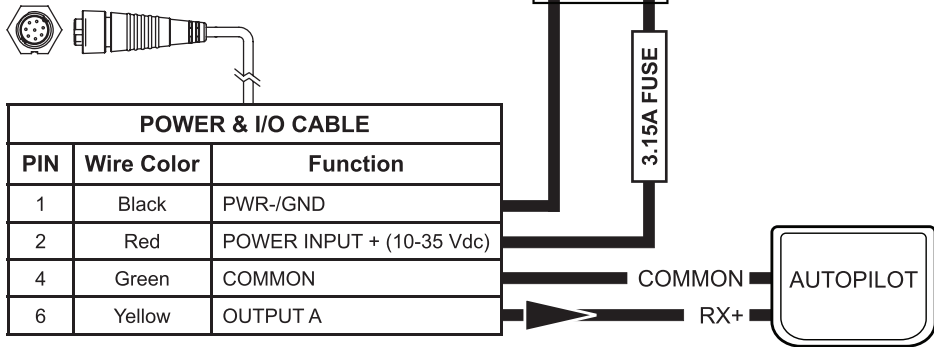 3.15A FUSE
POWER & I/O CABLE
PIN Wire Color Function
1 Black PWR-/GND
2 Red POWER INPUT + (10-35 Vdc)
4 Green COMMON COMMON AUTOPILOT
6 Yellow OUTPUT A RX+